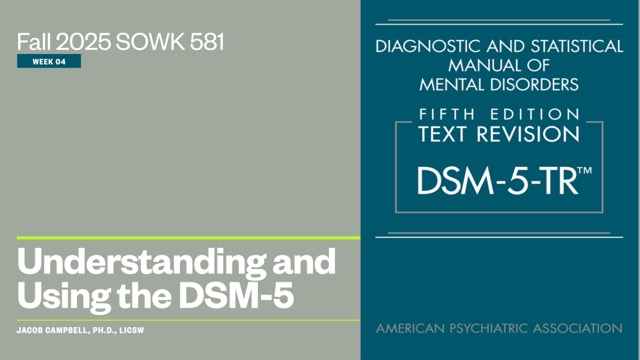 Fall 2025 SOWK 581
WEEK 04
Understanding and
Using the DSM-5
JACOB CAMPBELL, PH.D., LICSW
DIAGNOSTIC AND STATISTICAL
MANUAL OF
MENTAL DISORDERS
FIFTH EDITION
TEXT REVISION
DSM-5-TR™
AMERICAN PSYCHIATRIC ASSOCIATION